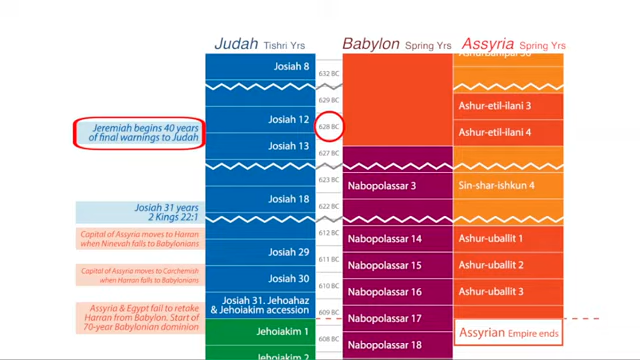 Judah Tishri Yrs
Babylon Spring Yrs
Assyria Spring Yrs
Josiah 8
632 BC
629 BC
Ashur-etil-ilani 3
Josiah 12
628 BC
Jeremiah begins 40 years
of final warnings to Judah
Ashur-etil-ilani 4
Josiah 13
627 BC
623 BC
Nabopolassar 3
Sin-shar-ishkun 4
Josiah 18
622 BC
Josiah 31 years
2 Kings 22:1
612 BC
Capital of Assyria moves to Harran
when Ninevah falls to Babylonians
Nabopolassar 14
Ashur-uballit 1
Josiah 29
611 BC
Nabopolassar 15
Ashur-uballit 2
Capital of Assyria moves to Carchemish
when Harran falls to Babylonians
Josiah 30
610 BC
Nabopolassar 16
Ashur-uballit 3
Josiah 31. Jehoahaz
& Jehoiakim accession
609 BC
Assyria & Egypt fail to retake
Harran from Babylon. Start of
70-year Babylonian dominion
Nabopolassar 17
Jehoiakim 1
608 BC
Assyrian Empire ends
Nabopolassar 18
Jehoiakim 2